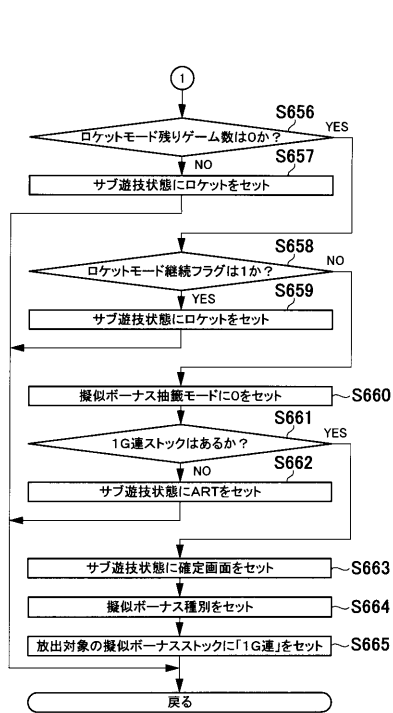 1
S656
ロケットモード残りゲーム数は0か？
YES
NO
S657
サブ遊技状態にロケットをセット
S658
ロケットモード継続フラグは1か？
NO
YES
S659
サブ遊技状態にロケットをセット
擬似ボーナス抽籤モードに0をセット
S660
S661
1G連ストックはあるか？
YES
NO
S662
サブ遊技状態にARTをセット
サブ遊技状態に確定画面をセット
S663
擬似ボーナス種別をセット
S664
放出対象の擬似ボーナスストックに「1G連」をセット
S665
戻る